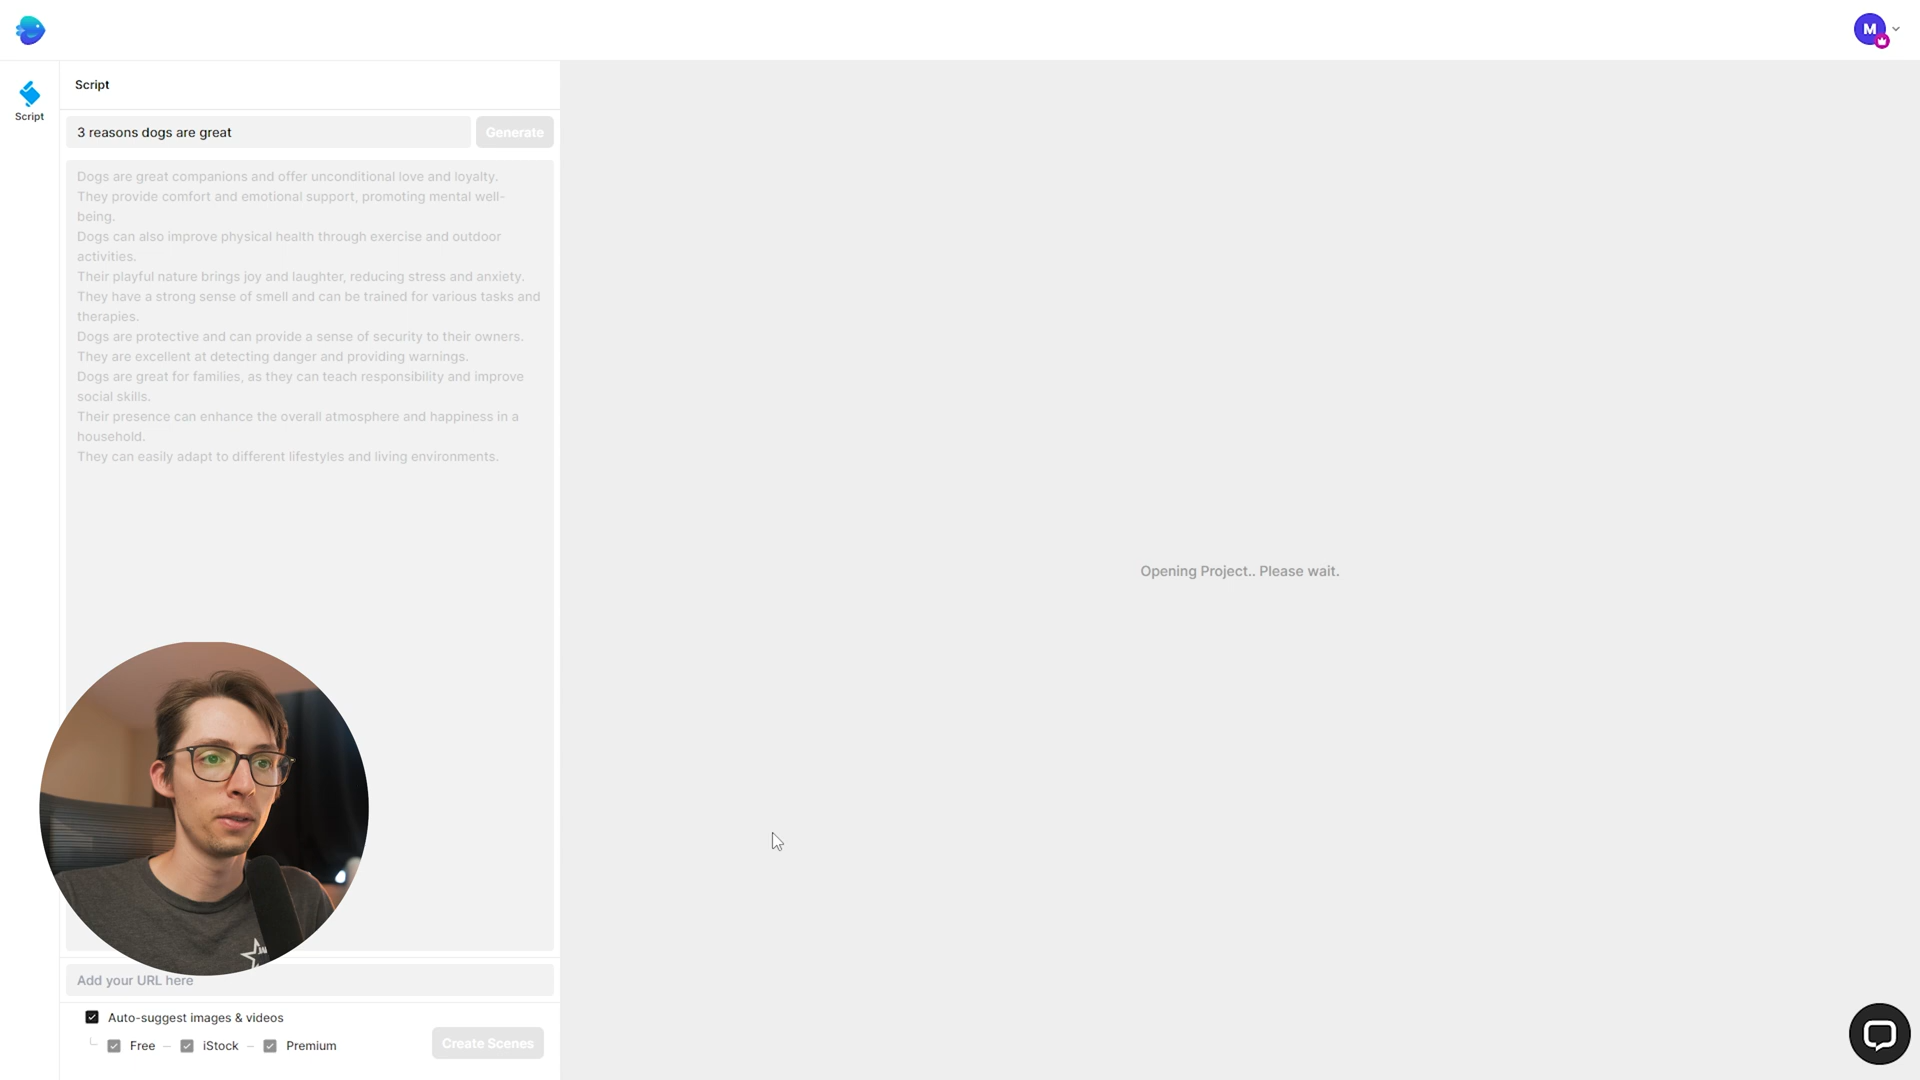 M
Script
Script
3 reasons dogs are great
Generate
Dogs are great companions and offer unconditional love and loyalty.
They provide comfort and emotional support, promoting mental well-
being.
Dogs can also improve physical health through exercise and outdoor
activities.
Their playful nature brings joy and laughter, reducing stress and anxiety.
They have a strong sense of smell and can be trained for various tasks and
therapies.
Dogs are protective and can provide a sense of security to their owners.
They are excellent at detecting danger and providing warnings.
Dogs are great for families, as they can teach responsibility and improve
social skills.
Their presence can enhance the overall atmosphere and happiness in a
household.
They can easily adapt to different lifestyles and living environments.
Opening Project.. Please wait.
Add your URL here
Auto-suggest images & videos
Free
iStock
Premium
Create Scenes